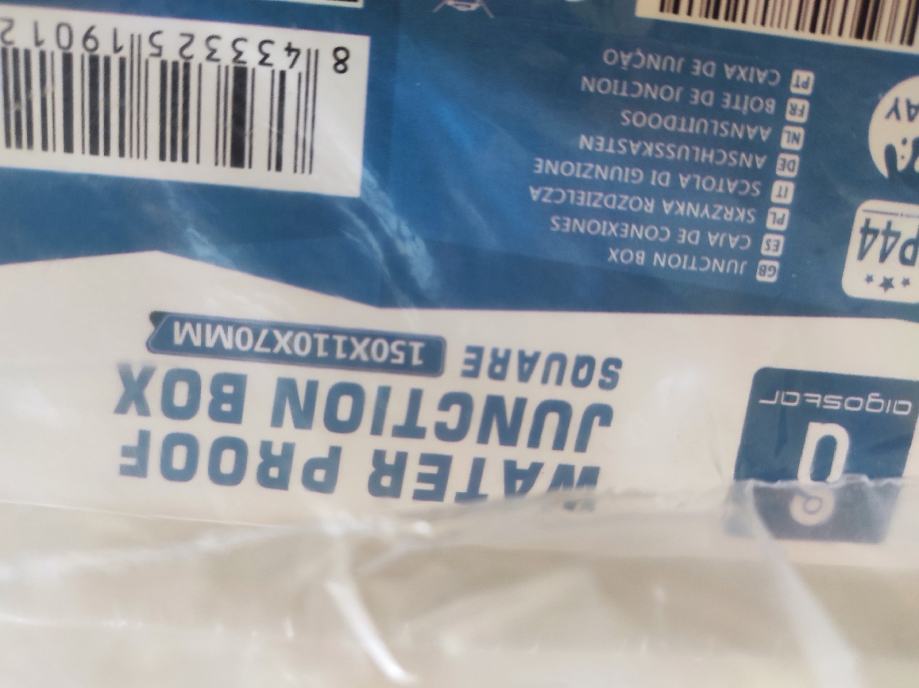 aigostar
WATER PROOF
JUNCTION BOX
SQUARE 150X110X70MM
IP44
GB JUNCTION BOX
ES CAJA DE CONEXIONES
PL SKRZYNKA ROZDZIELCZA
IT SCATOLA DI GIUNZIONE
DE ANSCHLUSSKASTEN
NL AANSLUITDOOS
FR BOÎTE DE JONCTION
PT CAIXA DE JUNÇÃO
8 433325 19012